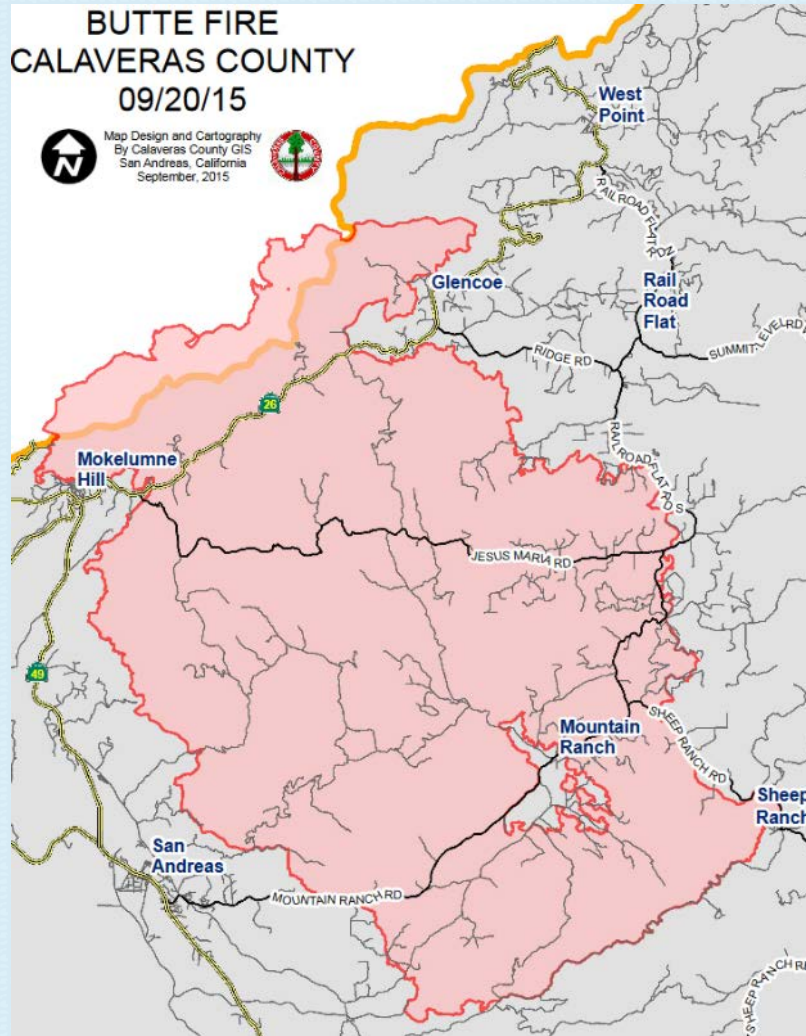 BUTTE FIRE
CALAVERAS COUNTY
09/20/15
Map Design and Cartography
By Calaveras County GIS
San Andreas, California
September, 2015
N
West
Point
RAIL ROAD FLAT RD N
Glencoe
Rail
Road
Flat
RIDGE RD
SUMMIT LEVEL RD
26
Mokelumne
Hill
RAIL ROAD FLAT RD S
JESUS MARIA RD
49
Mountain
Ranch
SHEEP RANCH RD
Sheep
Ranch
San
Andreas
MOUNTAIN RANCH RD
SHEEP RANCH RD